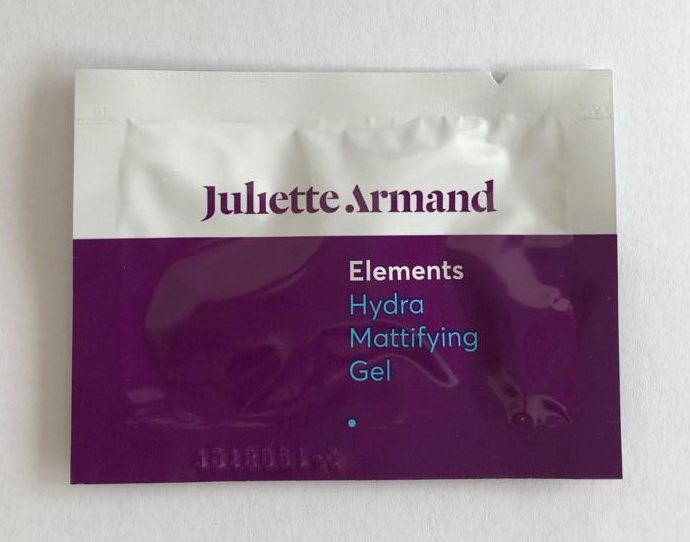 Juliette Armand
Elements
Hydra
Mattifying
Gel